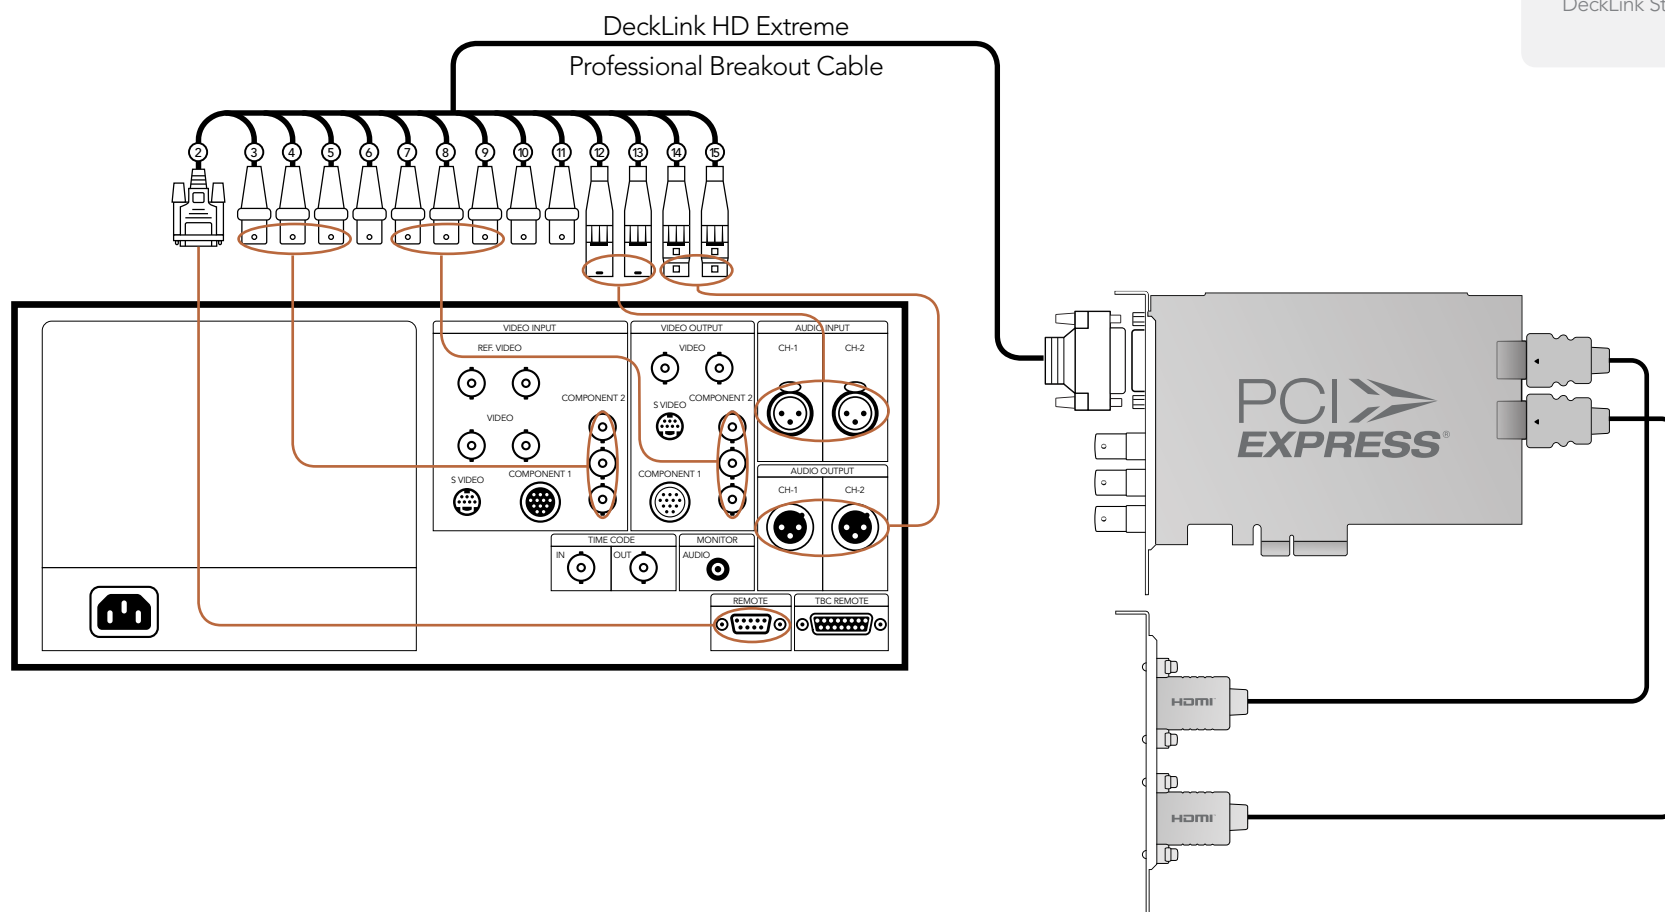 DeckLink St
DeckLink HD Extreme
Professional Breakout Cable
2 3 4 5 6 7 8 9 10 11 12 13 14 15
VIDEO INPUT
REF. VIDEO
VIDEO
COMPONENT 2
S VIDEO
COMPONENT 1
VIDEO OUTPUT
VIDEO
S VIDEO
COMPONENT 2
COMPONENT 1
AUDIO INPUT
CH-1 CH-2
AUDIO OUTPUT
CH-1 CH-2
TIME CODE
IN OUT
MONITOR
AUDIO
REMOTE
TBC REMOTE
PCI
EXPRESS®
HDMI
HDMI